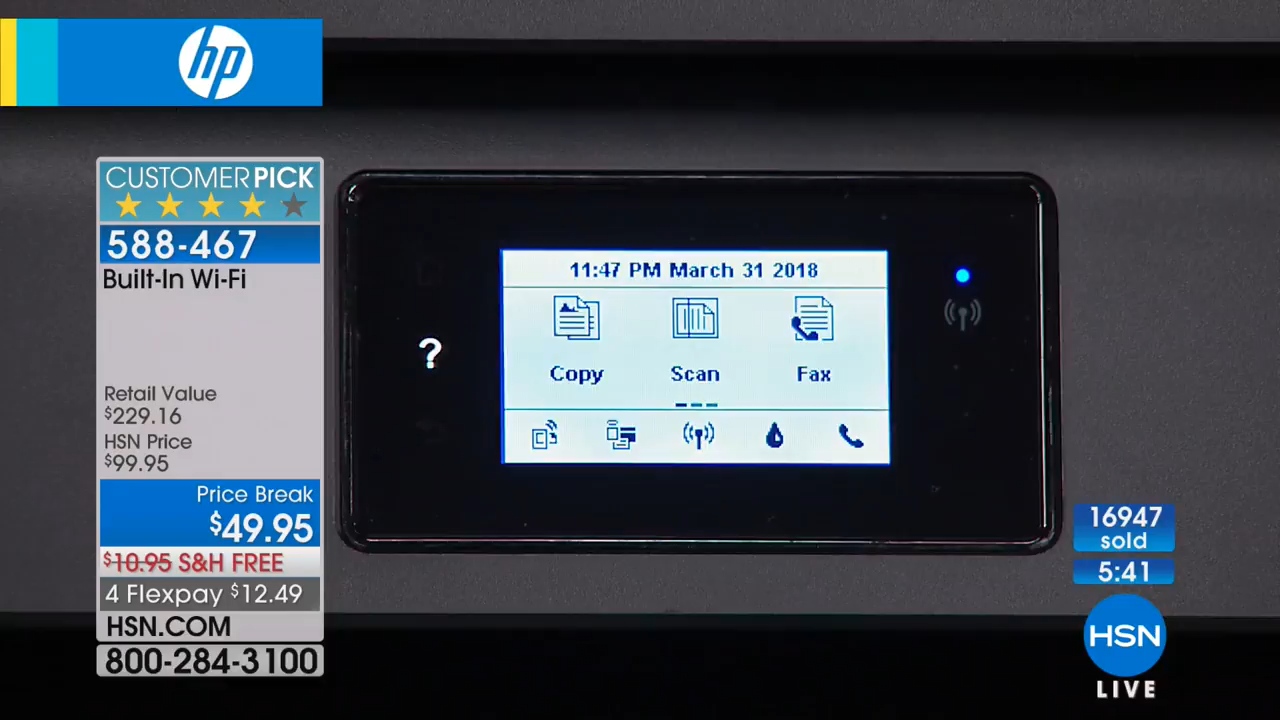 hp
CUSTOMER PICK
588-467
Built-In Wi-Fi
Retail Value
$229.16
HSN Price
$99.95
Price Break
$49.95
$10.95 S&H FREE
4 Flexpay $12.49
HSN.COM
800-284-3100
?
11:47 PM March 31 2018
Copy Scan Fax
16947
sold
5:41
HSN
LIVE